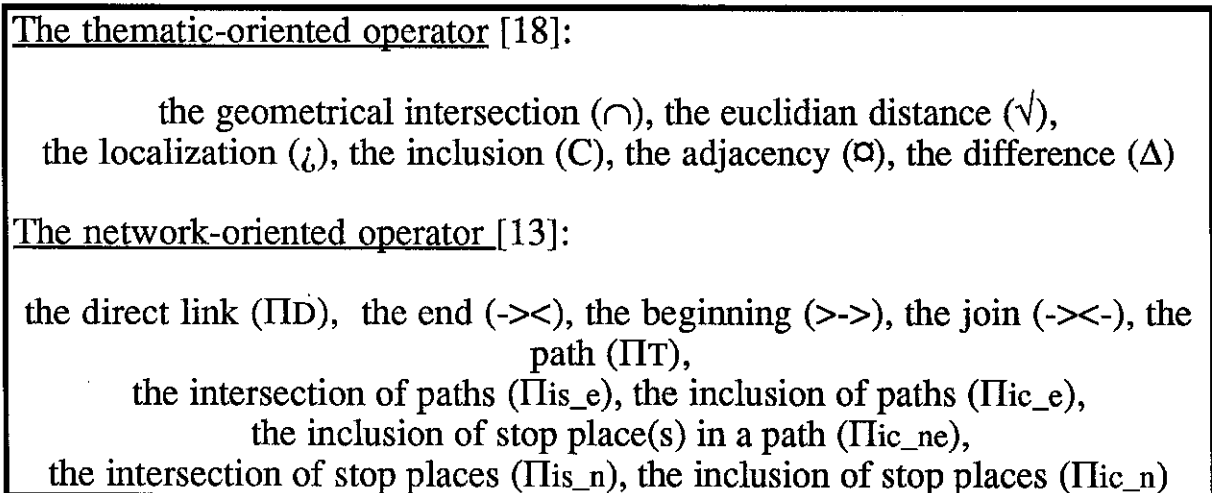 The thematic-oriented operator [18]:
the geometrical intersection (∩), the euclidian distance (√),
the localization (¿), the inclusion (C), the adjacency (¤), the difference (Δ)
The network-oriented operator [13]:
the direct link (ΠD), the end (-><), the beginning (>->), the join (-><-), the
path (ΠT),
the intersection of paths (Πis_e), the inclusion of paths (Πic_e),
the inclusion of stop place(s) in a path (Πic_ne),
the intersection of stop places (Πis_n), the inclusion of stop places (Πic_n)